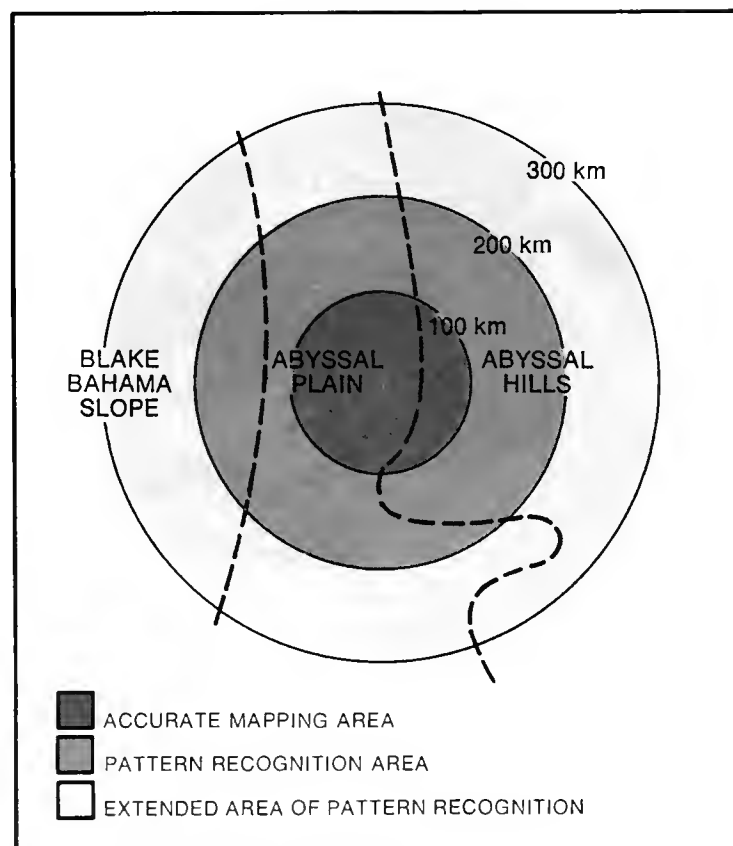 300 km
200 km
100 km
BLAKE
BAHAMA
SLOPE
ABYSSAL
PLAIN
ABYSSAL
HILLS
ACCURATE MAPPING AREA
PATTERN RECOGNITION AREA
EXTENDED AREA OF PATTERN RECOGNITION